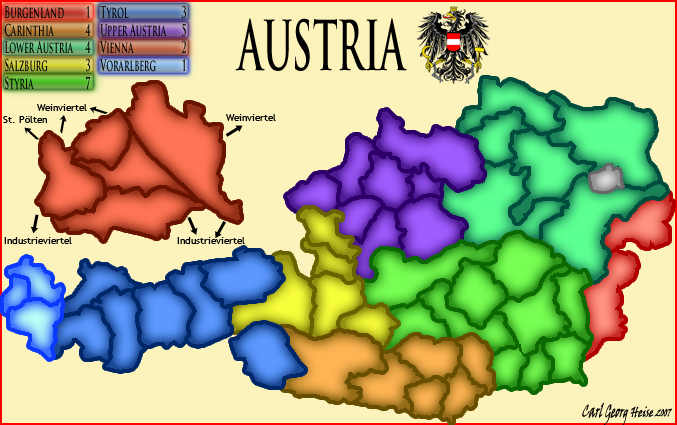 BURGENLAND 1 TYROL 3
CARINTHIA 4 UPPER AUSTRIA 5
LOWER AUSTRIA 4 VIENNA 2
SALZBURG 3 VORARLBERG 1
STYRIA 7
AUSTRIA
Weinviertel
St. Pölten
Weinviertel
Industrieviertel
Industrieviertel
Carl Georg Heise 2007